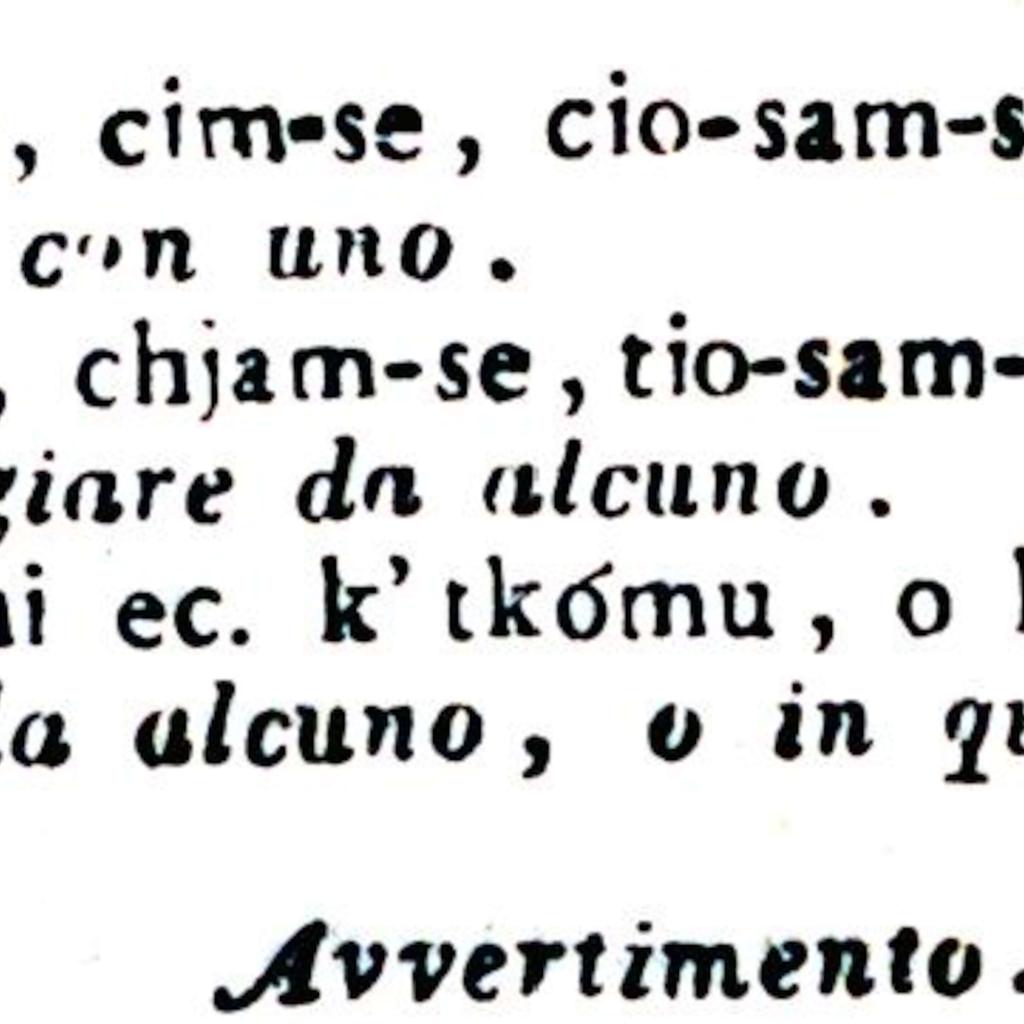 , cim-se, cio-sam-s
con uno.
, chjam-se, tio-sam-
giare da alcuno.
ni ec. k' tkómu, o
da alcuno, o in qu
Avvertimento.